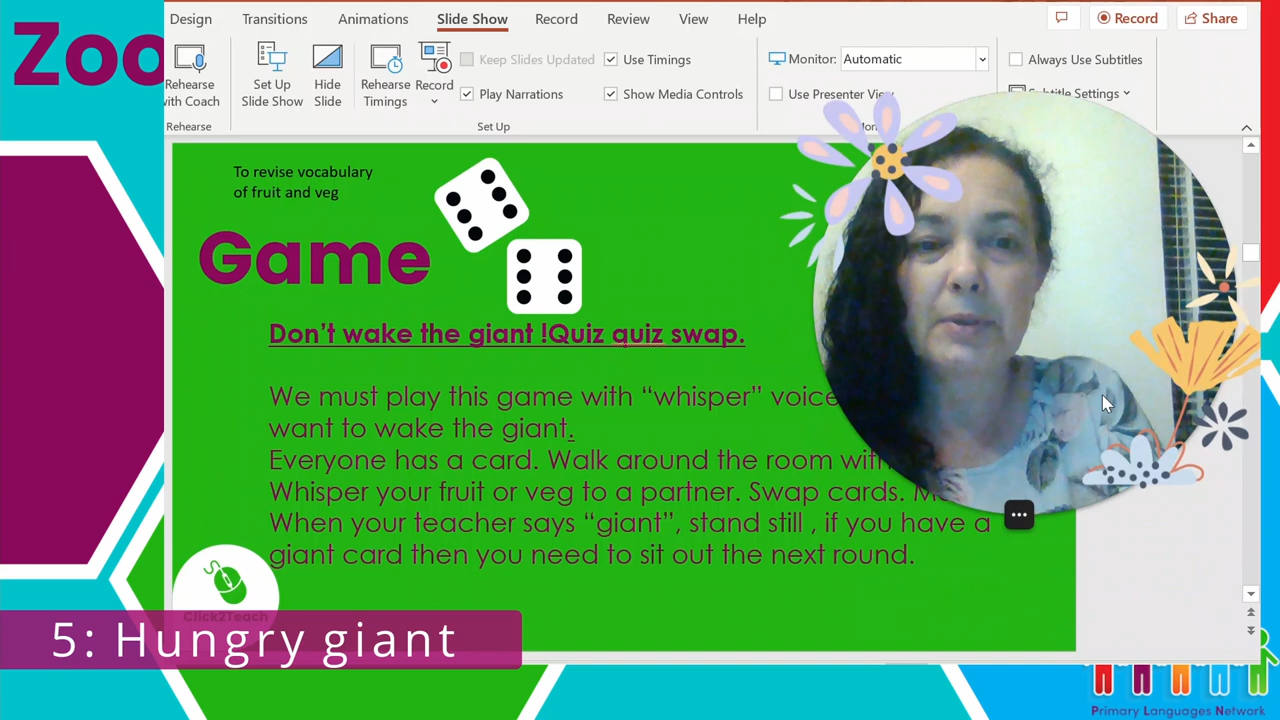 Zoo
Design Transitions Animations Slide Show Record Review View Help
Record Share
Rehearse
with Coach
Set Up
Slide Show
Hide
Slide
Rehearse
Timings
Record
Keep Slides Updated
Use Timings
Play Narrations
Show Media Controls
Monitor: Automatic
Use Presenter View
Always Use Subtitles
Subtitle Settings
Rehearse
Set Up
To revise vocabulary
of fruit and veg
Game
Don't wake the giant !Quiz quiz swap.
We must play this game with “whisper” voice
want to wake the giant.
Everyone has a card. Walk around the room with
Whisper your fruit or veg to a partner. Swap cards.
When your teacher says “giant”, stand still , if you have a
giant card then you need to sit out the next round.
Click2Teach
5: Hungry giant
Primary Languages Network